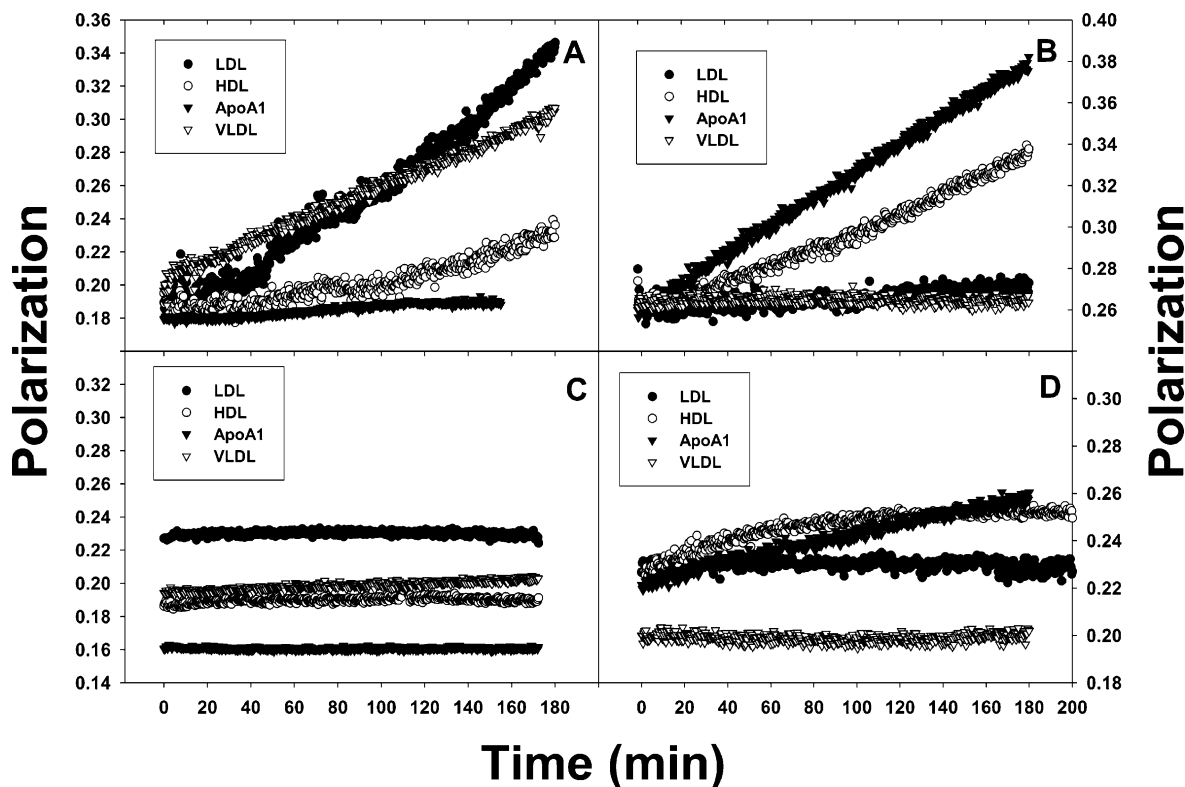 0.36
0.34
0.32
0.30
0.28
0.26
0.24
0.22
0.20
0.18
LDL
HDL
ApoA1
VLDL
A
LDL
HDL
ApoA1
VLDL
B
0.40
0.38
0.36
0.34
0.32
0.30
0.28
0.26
Polarization
Polarization
0.32
0.30
0.28
0.26
0.24
0.22
0.20
0.18
0.16
0.14
LDL
HDL
ApoA1
VLDL
C
LDL
HDL
ApoA1
VLDL
D
0.30
0.28
0.26
0.24
0.22
0.20
0.18
0 20 40 60 80 100 120 140 160 180
0 20 40 60 80 100 120 140 160 180 200
Time (min)